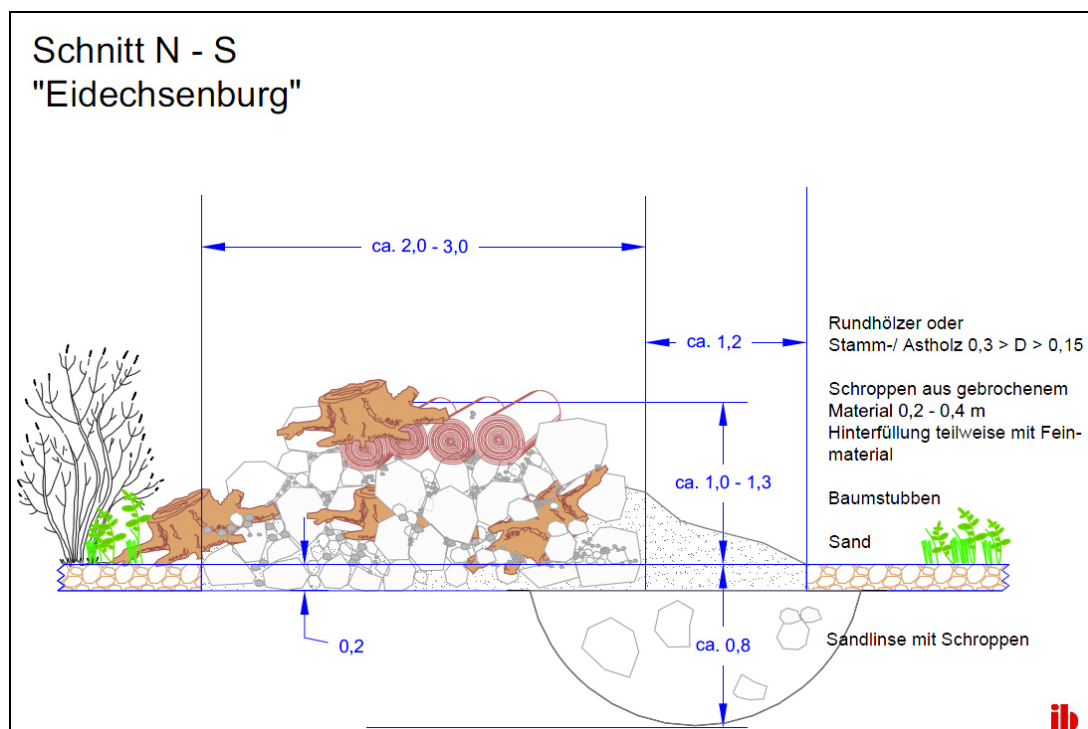 Schnitt N - S
"Eidechsenburg"
ca. 2,0 - 3,0
ca. 1,2
Rundhölzer oder
Stamm-/ Astholz 0,3 > D > 0,15
Schroppen aus gebrochenem
Material 0,2 - 0,4 m
Hinterfüllung teilweise mit Fein-
material
ca. 1,0 - 1,3
Baumstubben
Sand
0,2
ca. 0,8
Sandlinse mit Schroppen
ib